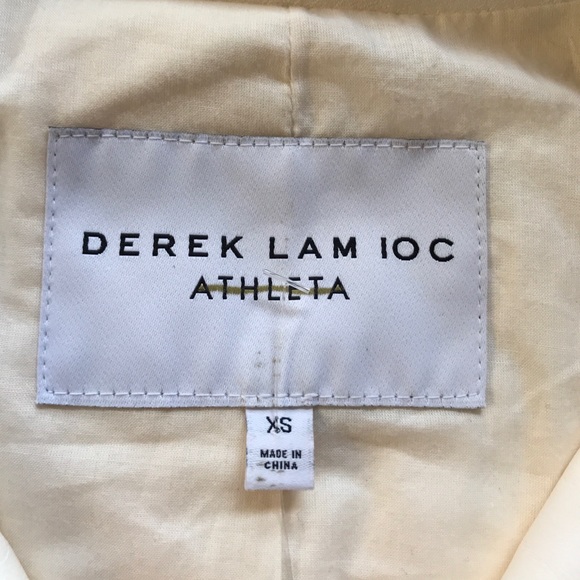 DEREK LAM 10C
ATHLETA
XS
MADE IN
CHINA